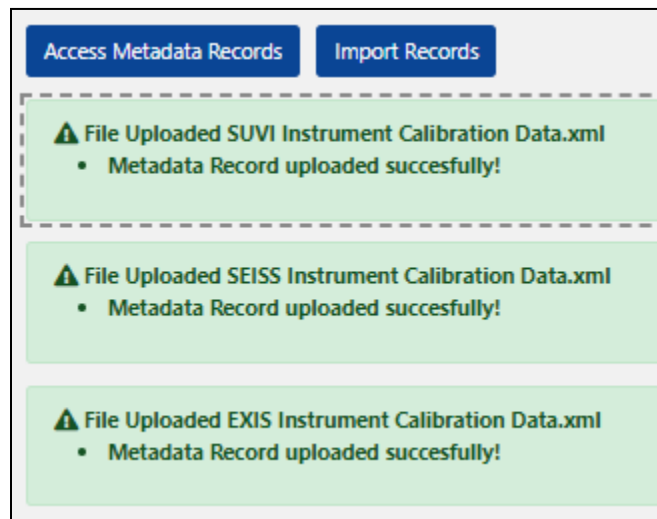 Access Metadata Records Import Records
File Uploaded SUVI Instrument Calibration Data.xml
• Metadata Record uploaded succesfully!
File Uploaded SEISS Instrument Calibration Data.xml
• Metadata Record uploaded succesfully!
File Uploaded EXIS Instrument Calibration Data.xml
• Metadata Record uploaded succesfully!